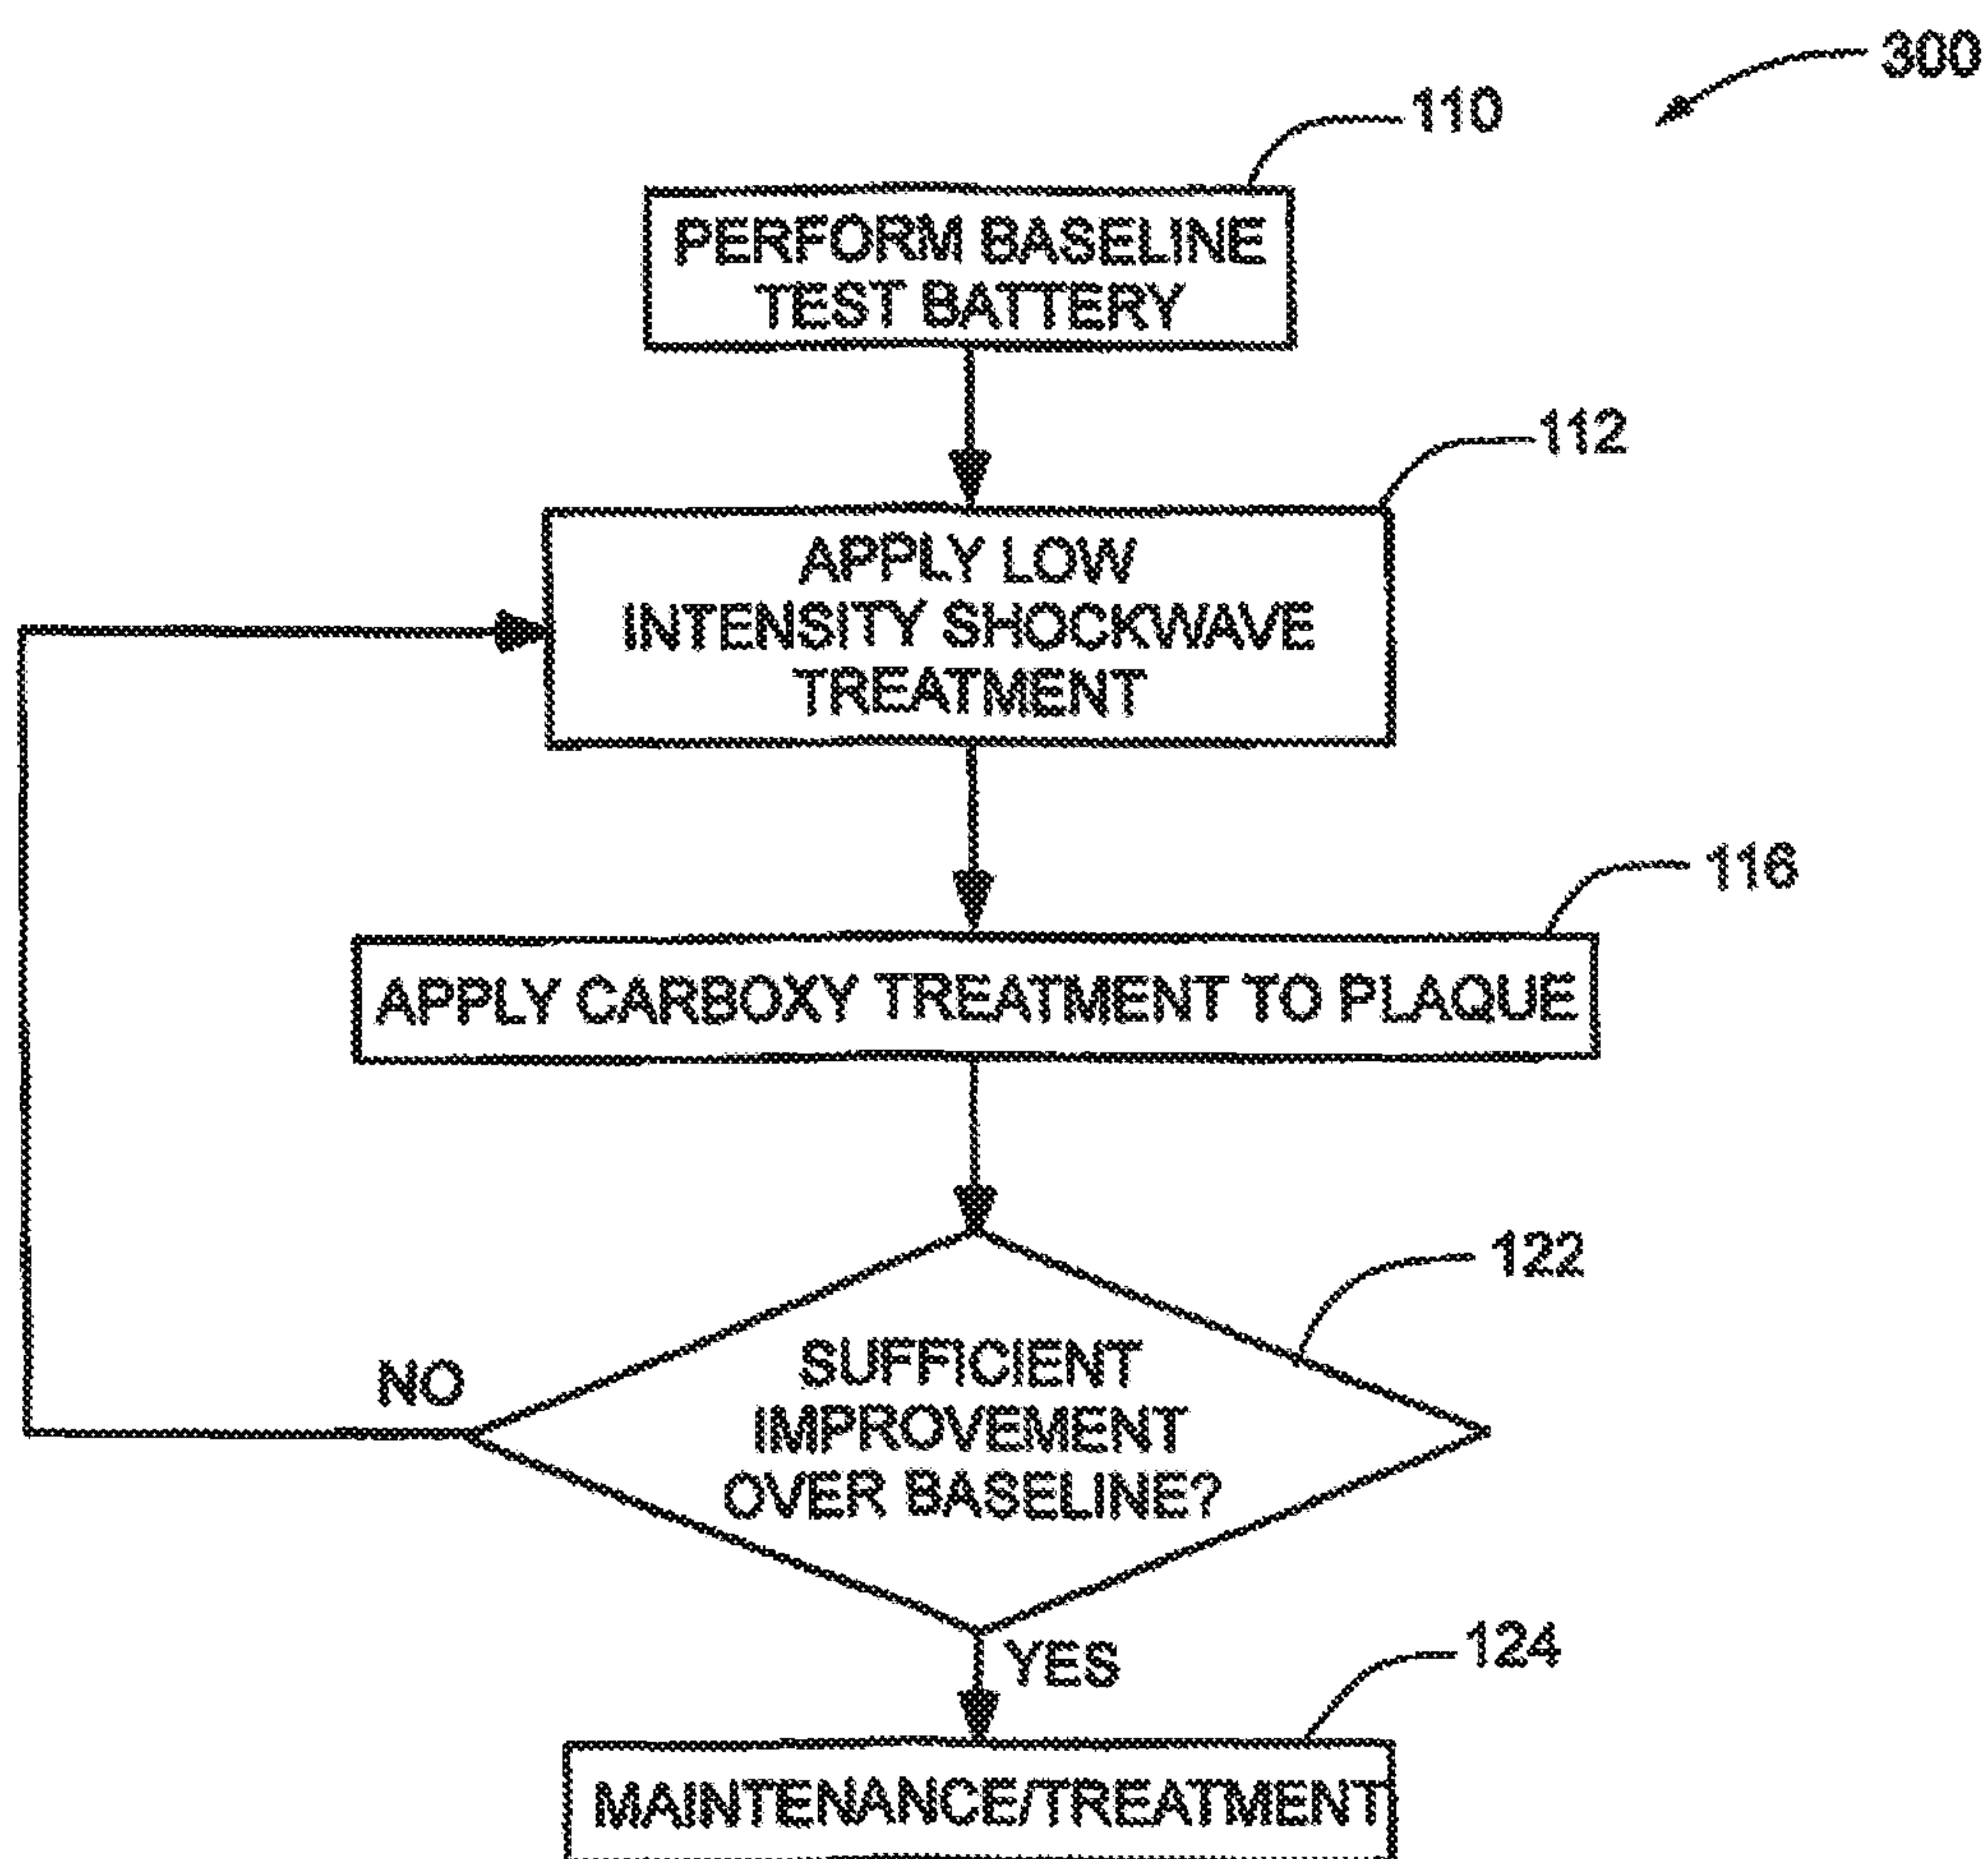 300
110
PERFORM BASELINE
TEST BATTERY
112
APPLY LOW
INTENSITY SHOCKWAVE
TREATMENT
116
APPLY CARBOXY TREATMENT TO PLAQUE
122
SUFFICIENT
IMPROVEMENT
OVER BASELINE?
NO
YES
124
MAINTENANCE/TREATMENT